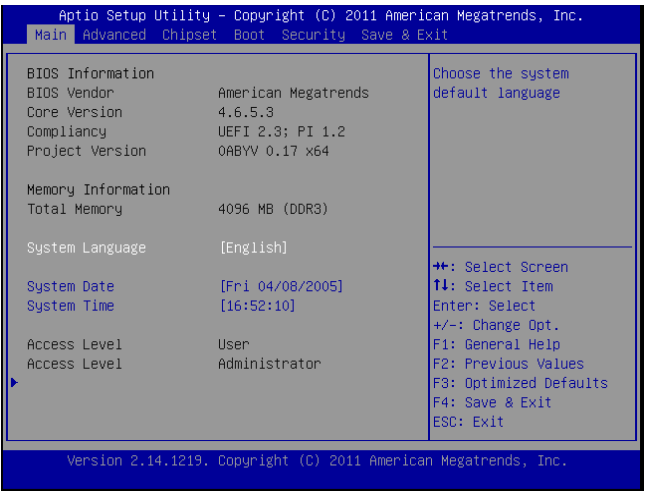 Aptio Setup Utility – Copyright (C) 2011 American Megatrends, Inc.
Main Advanced Chipset Boot Security Save & Exit
BIOS Information
BIOS Vendor American Megatrends
Core Version 4.6.5.3
Compliancy UEFI 2.3; PI 1.2
Project Version 0ABYV 0.17 x64
Memory Information
Total Memory 4096 MB (DDR3)
System Language [English]
System Date [Fri 04/08/2005]
System Time [16:52:10]
Access Level User
Access Level Administrator
Choose the system
default language
→←: Select Screen
↑↓: Select Item
Enter: Select
+/-: Change Opt.
F1: General Help
F2: Previous Values
F3: Optimized Defaults
F4: Save & Exit
ESC: Exit
Version 2.14.1219. Copyright (C) 2011 American Megatrends, Inc.